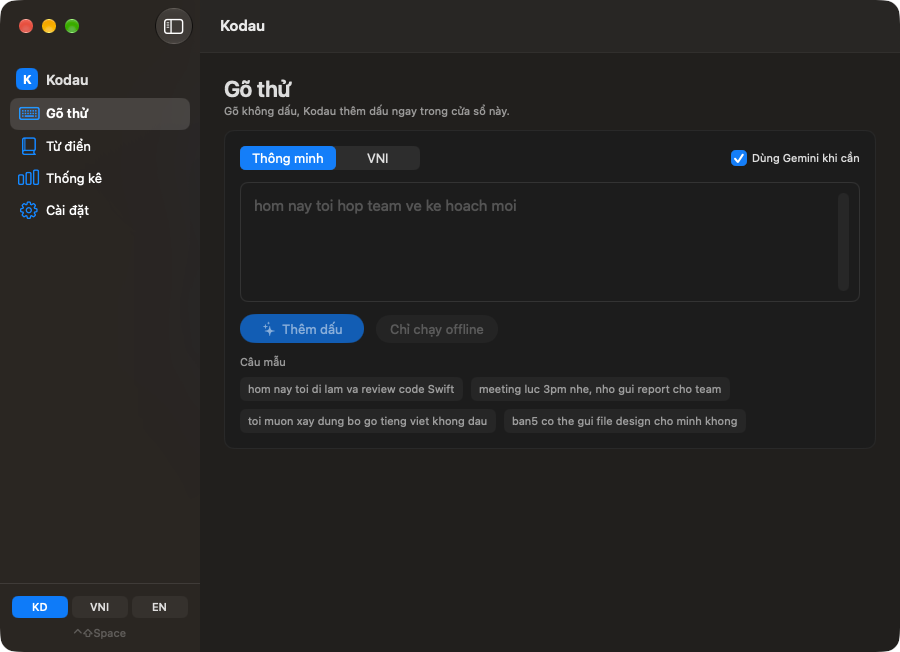 Kodau
K Kodau
Gõ thử
Từ điển
Thống kê
Cài đặt
KD VNI EN
^⇧Space
Gõ thử
Gõ không dấu, Kodau thêm dấu ngay trong cửa sổ này.
Thông minh VNI Dùng Gemini khi cần
hom nay toi hop team ve ke hoach moi
Thêm dấu Chỉ chạy offline
Câu mẫu
hom nay toi di lam va review code Swift meeting luc 3pm nhe, nho gui report cho team
toi muon xay dung bo go tieng viet khong dau ban5 co the gui file design cho minh khong